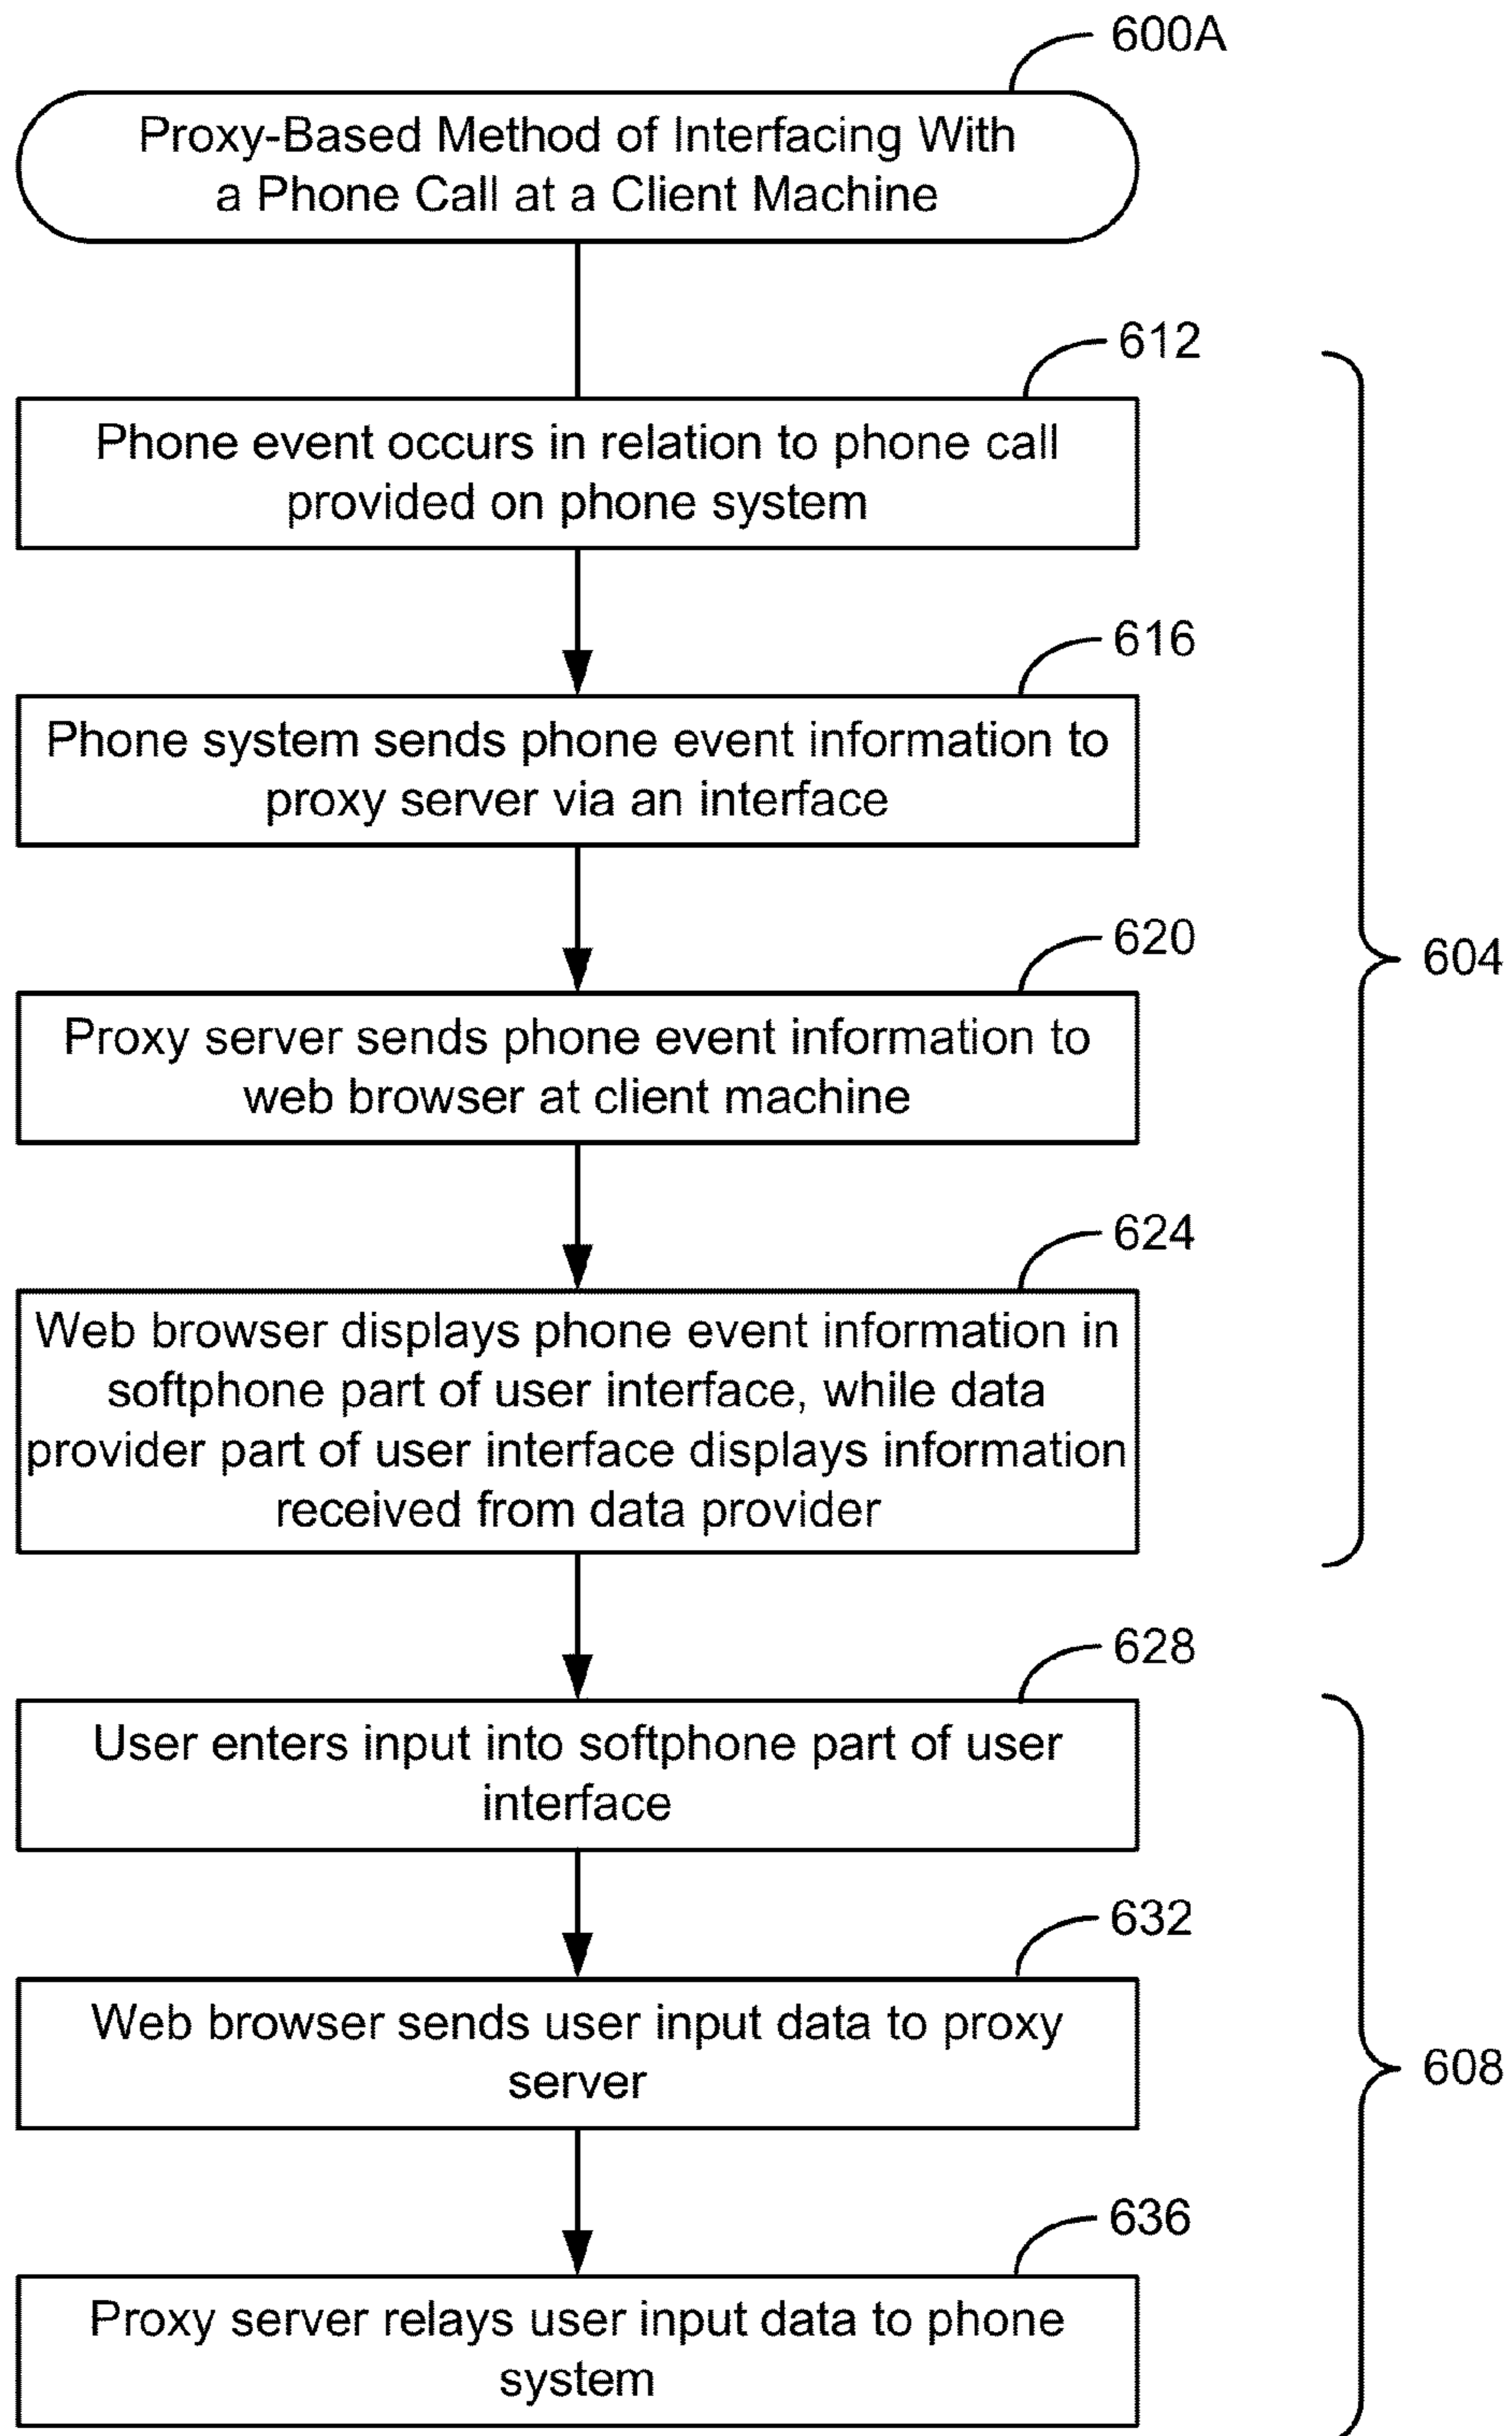 600A
Proxy-Based Method of Interfacing With
a Phone Call at a Client Machine
612
Phone event occurs in relation to phone call
provided on phone system
616
Phone system sends phone event information to
proxy server via an interface
620
Proxy server sends phone event information to
web browser at client machine
604
624
Web browser displays phone event information in
softphone part of user interface, while data
provider part of user interface displays information
received from data provider
628
User enters input into softphone part of user
interface
632
Web browser sends user input data to proxy
server
608
636
Proxy server relays user input data to phone
system